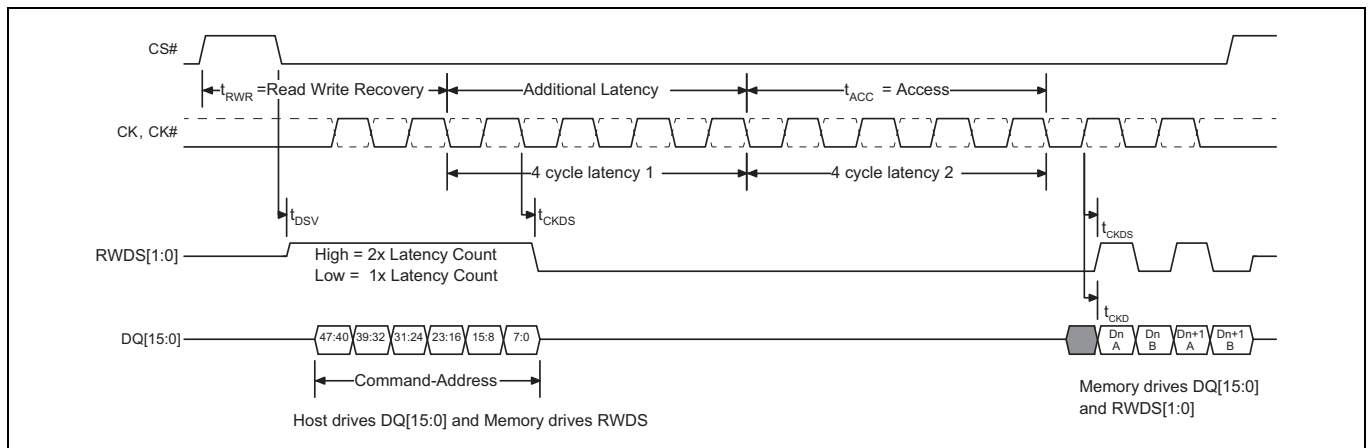 CS#
tRWR =Read Write Recovery
Additional Latency
tACC = Access
CK, CK#
4 cycle latency 1
4 cycle latency 2
tDSV
tCKDS
tCKDS
RWDS[1:0]
High = 2x Latency Count
Low = 1x Latency Count
tCKD
DQ[15:0]
47:40 39:32 31:24 23:16 15:8 7:0
Dn A
Dn B
Dn+1 A
Dn+1 B
Command-Address
Memory drives DQ[15:0]
and RWDS[1:0]
Host drives DQ[15:0] and Memory drives RWDS